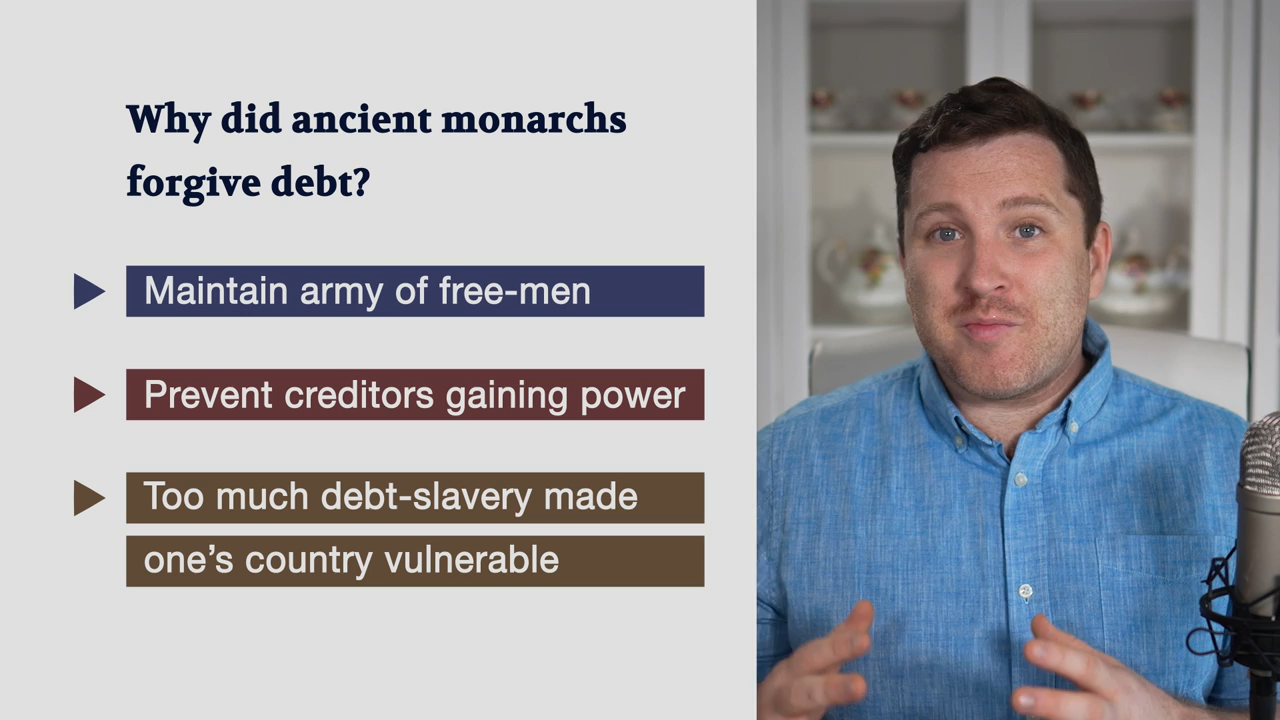 Why did ancient monarchs
forgive debt?
Maintain army of free-men
Prevent creditors gaining power
Too much debt-slavery made
one’s country vulnerable